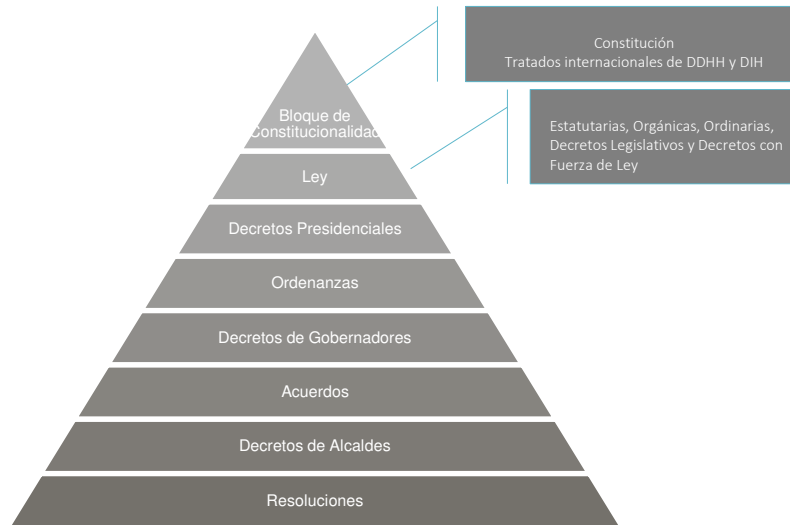 Constitución
Tratados internacionales de DDHH y DIH
Bloque de
Constitucionalidad
Estatutarias, Orgánicas, Ordinarias,
Decretos Legislativos y Decretos con
Fuerza de Ley
Ley
Decretos Presidenciales
Ordenanzas
Decretos de Gobernadores
Acuerdos
Decretos de Alcaldes
Resoluciones